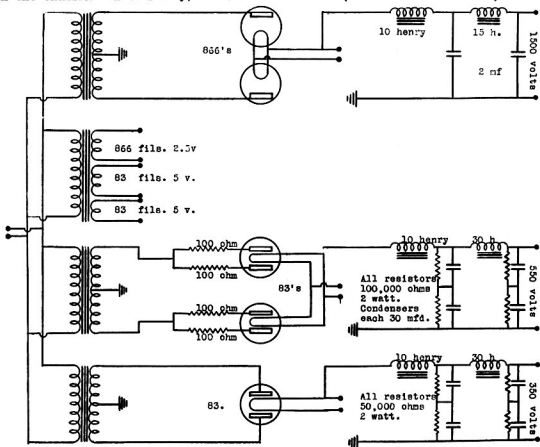 866's
10 henry
15 h.
2 mf
1500 volts
866 fils. 2.5v
83 fils. 5 v.
83 fils. 5 v.
100 ohm
100 ohm
83's
100 ohm
100 ohm
10 henry
30 h.
All resistors
100,000 ohms
2 watt.
Condensers
each 30 mfd.
550 volts
83.
10 henry
30 h.
All resistors
50,000 ohms
2 watt.
350 volts